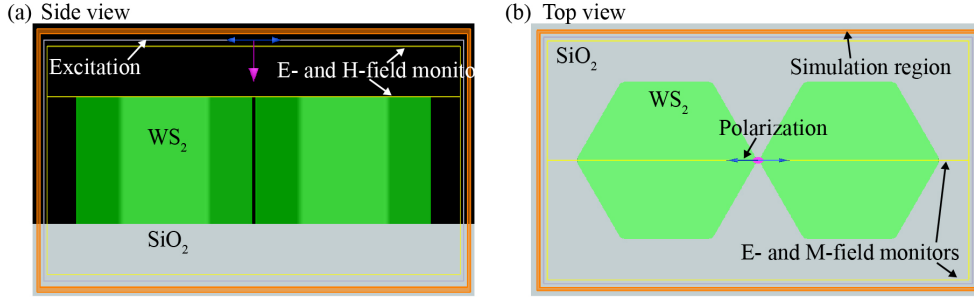 (a) Side view
Excitation
E- and H-field monito
WS2
SiO2
(b) Top view
SiO2
Simulation region
WS2
Polarization
E- and M-field monitors